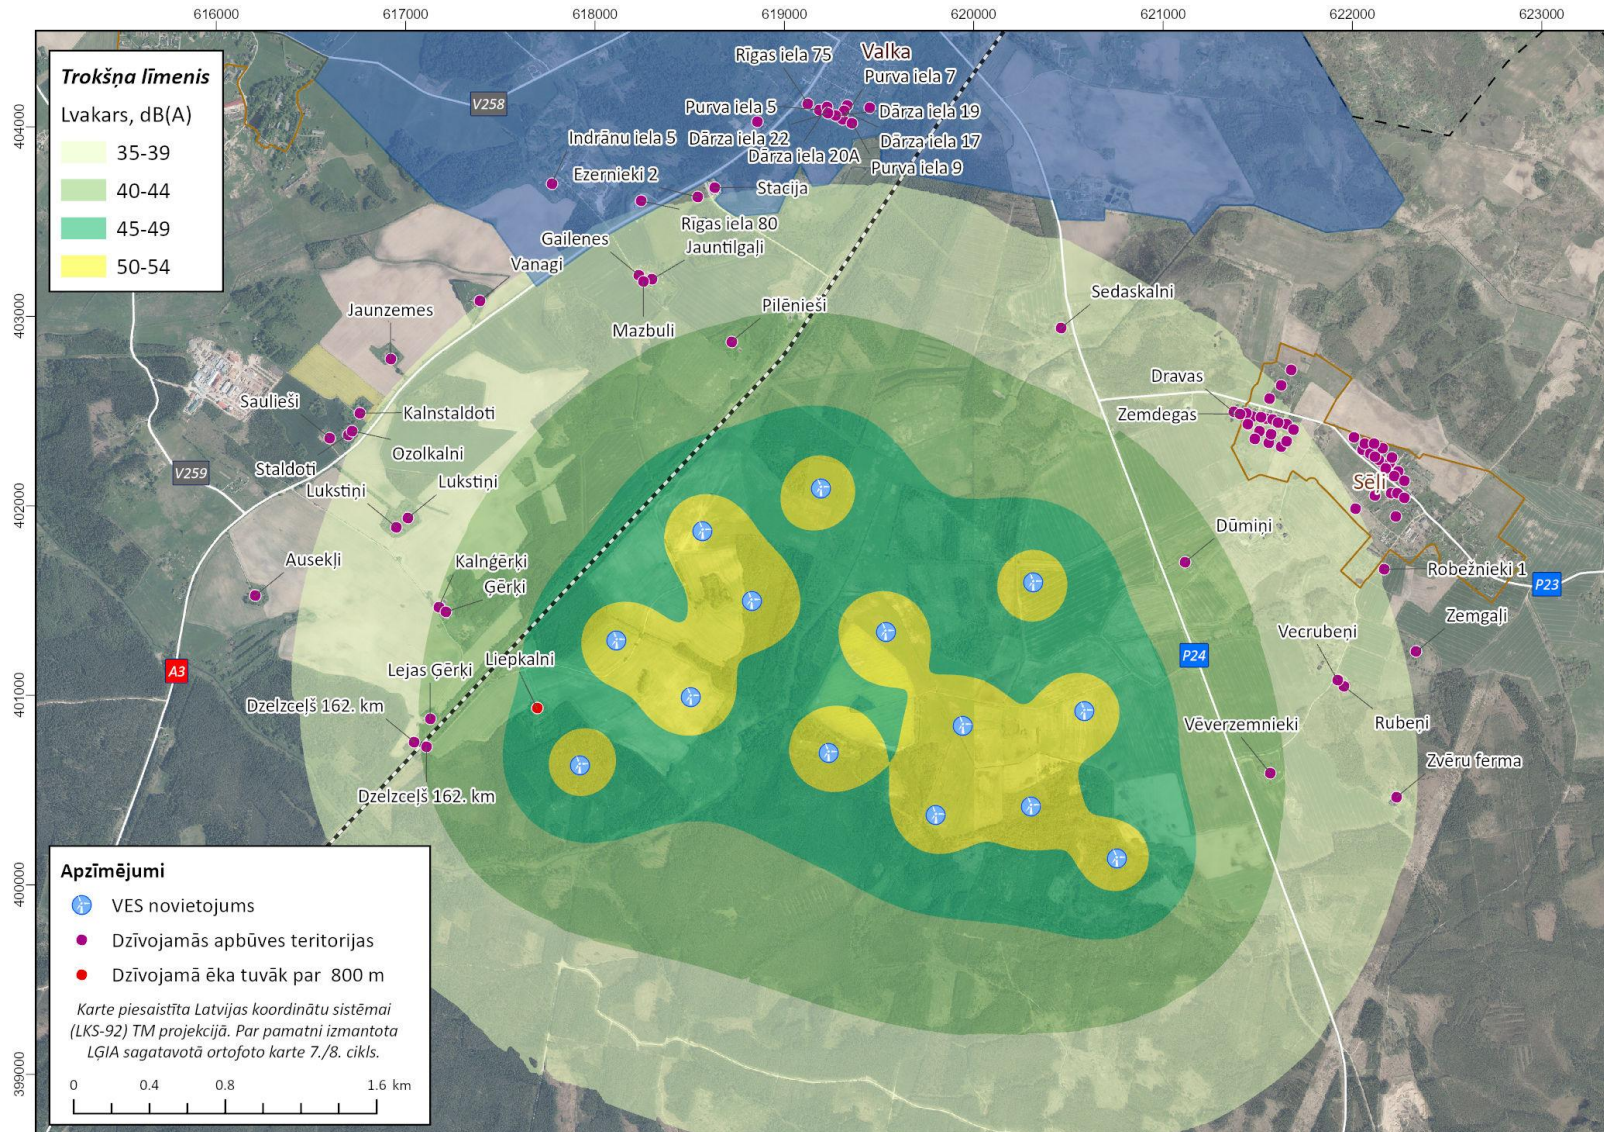 616000
617000
618000
619000
620000
621000
622000
623000
404000
403000
402000
401000
400000
399000
Trokšņa līmenis
Lvakars, dB(A)
35-39
40-44
45-49
50-54
V258
Rīgas iela 75
Valka
Purva iela 7
Purva iela 5
Dārza iela 19
Indrānu iela 5
Dārza iela 22
Dārza iela 17
Dārza iela 20A
Ezernieki 2
Purva iela 9
Stacija
Rīgas iela 80
Gailenes
Jauntilgaļi
Vanagi
Sedaskalni
Jaunzemes
Pilēnieši
Mazbuli
Dravas
Saulieši
Kalnstaldoti
Zemdegas
Ozolkalni
Staldoti
V259
Lukstiņi
Lukstiņi
Sēļi
Dūmiņi
Ausekļi
Kalnģērķi
Ģērķi
Robežnieki 1
P23
Zemgaļi
Vecrubeņi
Liepkalni
P24
Lejas Ģērķi
A3
Dzelzceļš 162. km
Vēverzemnieki
Rubeņi
Zvēru ferma
Dzelzceļš 162. km
Apzīmējumi
VES novietojums
Dzīvojamās apbūves teritorijas
Dzīvojamā ēka tuvāk par 800 m
Karte piesaistīta Latvijas koordinātu sistēmai
(LKS-92) TM projekcijā. Par pamatni izmantota
LĢIA sagatavotā ortofoto karte 7./8. cikls.
0 0.4 0.8 1.6 km